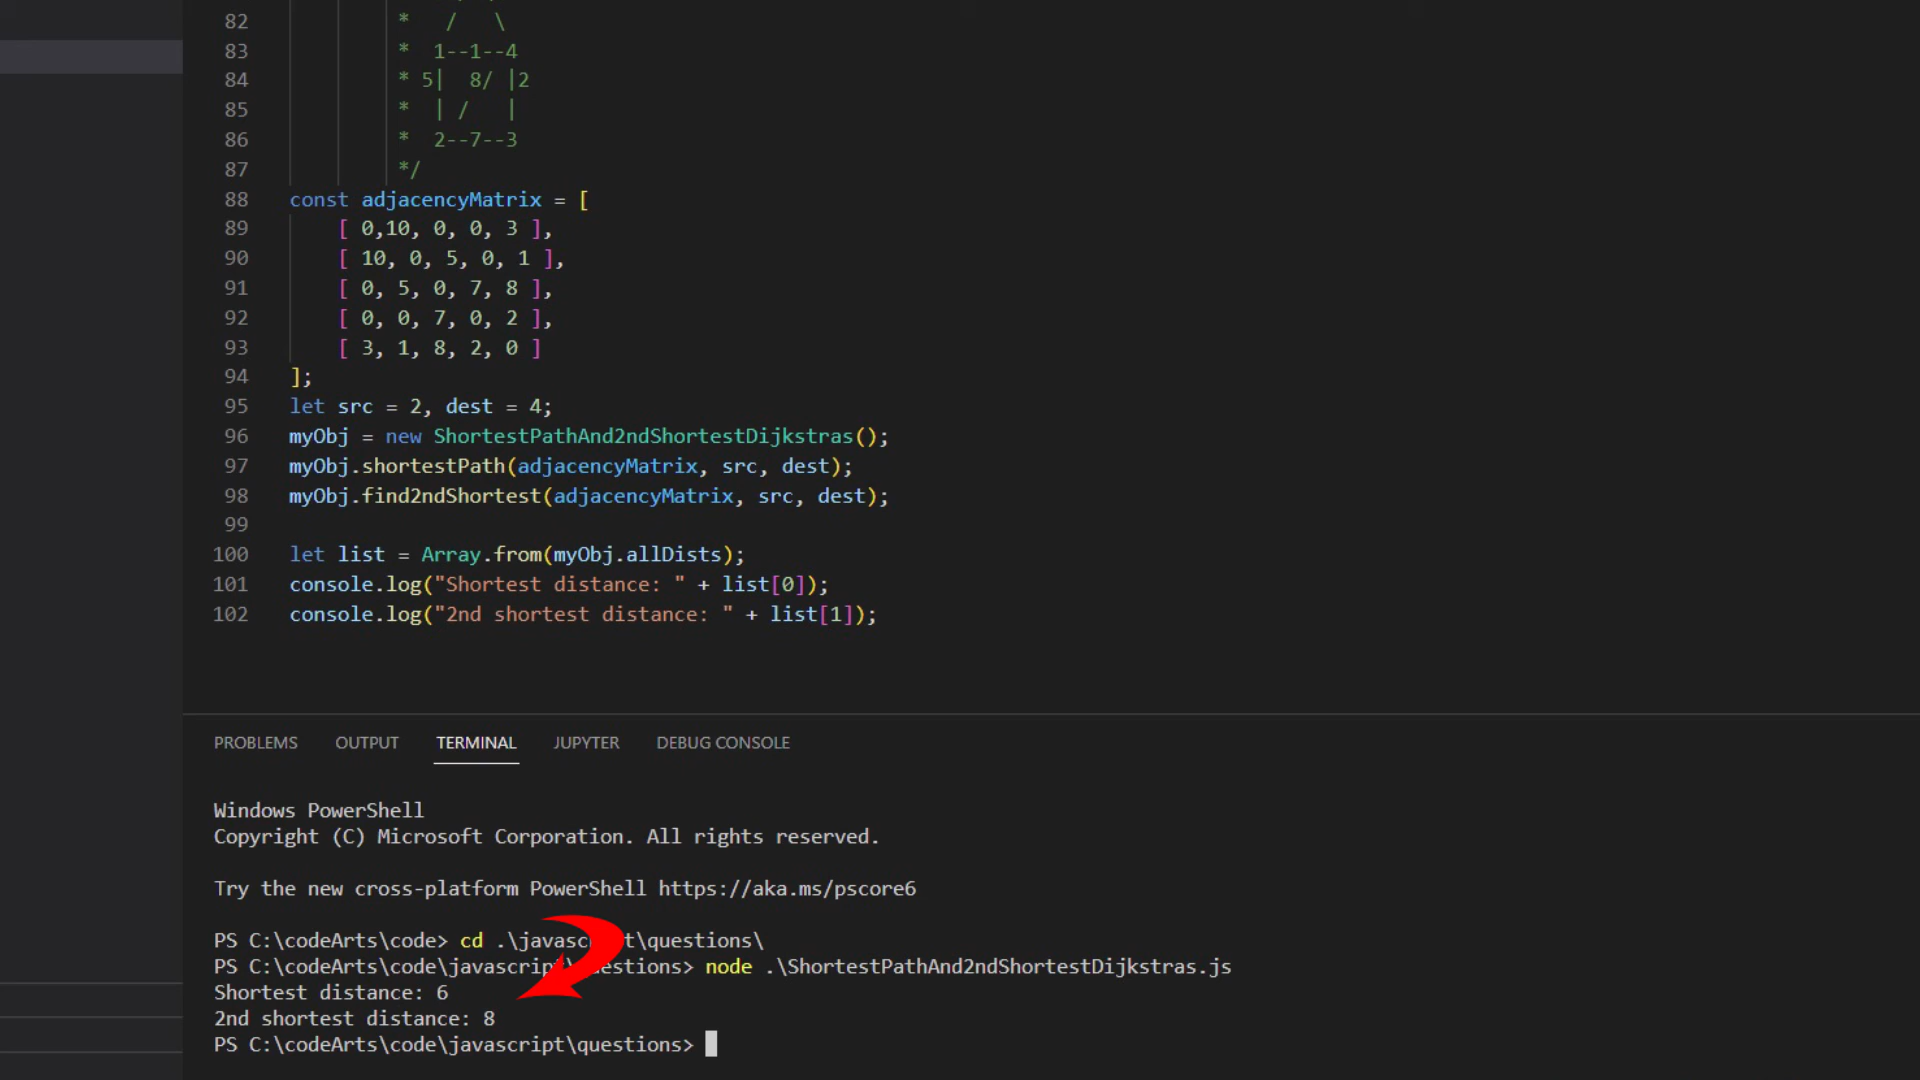 82 * / \
83 * 1--1--4
84 * 5| 8/ |2
85 * | / |
86 * 2--7--3
87 */
88 const adjacencyMatrix = [
89 [ 0,10, 0, 0, 3 ],
90 [ 10, 0, 5, 0, 1 ],
91 [ 0, 5, 0, 7, 8 ],
92 [ 0, 0, 7, 0, 2 ],
93 [ 3, 1, 8, 2, 0 ]
94 ];
95 let src = 2, dest = 4;
96 myObj = new ShortestPathAnd2ndShortestDijkstras();
97 myObj.shortestPath(adjacencyMatrix, src, dest);
98 myObj.find2ndShortest(adjacencyMatrix, src, dest);
99
100 let list = Array.from(myObj.allDists);
101 console.log("Shortest distance: " + list[0]);
102 console.log("2nd shortest distance: " + list[1]);
PROBLEMS OUTPUT TERMINAL JUPYTER DEBUG CONSOLE
Windows PowerShell
Copyright (C) Microsoft Corporation. All rights reserved.
Try the new cross-platform PowerShell https://aka.ms/pscore6
PS C:\codeArts\code> cd .\javascript\questions\
PS C:\codeArts\code\javascript\questions> node .\ShortestPathAnd2ndShortestDijkstras.js
Shortest distance: 6
2nd shortest distance: 8
PS C:\codeArts\code\javascript\questions>